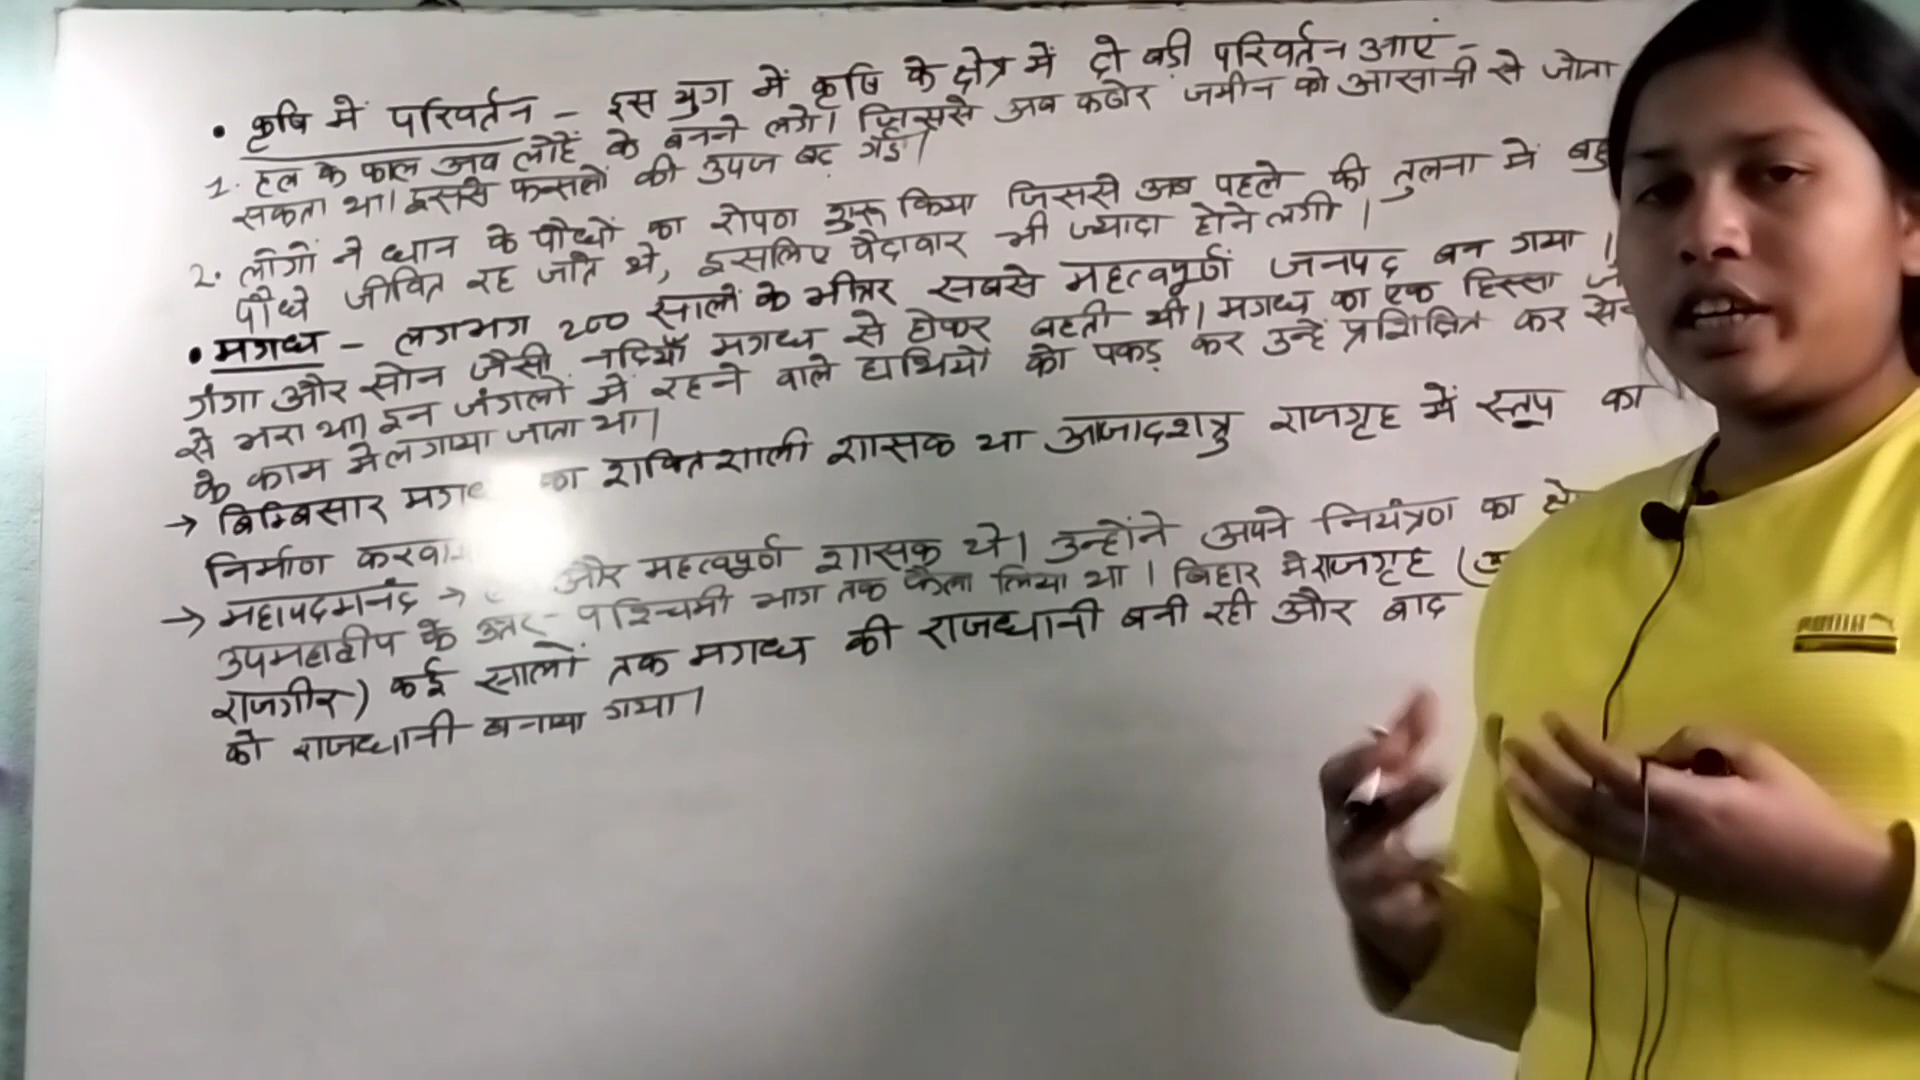 • कृषि में परिवर्तन – इस युग में कृषि के क्षेत्र में दो बड़ी परिवर्तन आएं –
1. हल के फाल अब लोहें के बनने लगे। जिससे अब कठोर जमीन को आसानी से जोता
सकता था। इससे फसलों की उपज बढ़ गई।
2. लोगों ने धान के पौधों का रोपण शुरू किया जिससे अब पहले की तुलना में
पौधे जीवित रह जाते थे, इसलिए पैदावार भी ज्यादा होने लगी।
• मगध – लगभग 200 सालों के भीतर सबसे महत्वपूर्ण जनपद बन गया।
गंगा और सोन जैसी नदियाँ मगध से होकर बहती थी। मगध का एक हिस्सा
से भरा था। इन जंगलों में रहने वाले हाथियों को पकड़ कर उन्हें प्रशिक्षित कर
के काम मे लगाया जाता था।
→ बिम्बिसार का शक्तिशाली शासक था आजादशत्रु राजगृह में स्तूप का
निर्माण
→ महापदमनंद → और महत्वपूर्ण शासक थे। उन्होंने अपने नियंत्रण का
उपमहाद्वीप के उत्तर-पश्चिमी भाग तक फैला लिया था। बिहार मे राजगृह (
राजगीर) कई सालों तक मगध की राजधानी बनी रही और बाद
को राजधानी बनाया गया।
PUMA